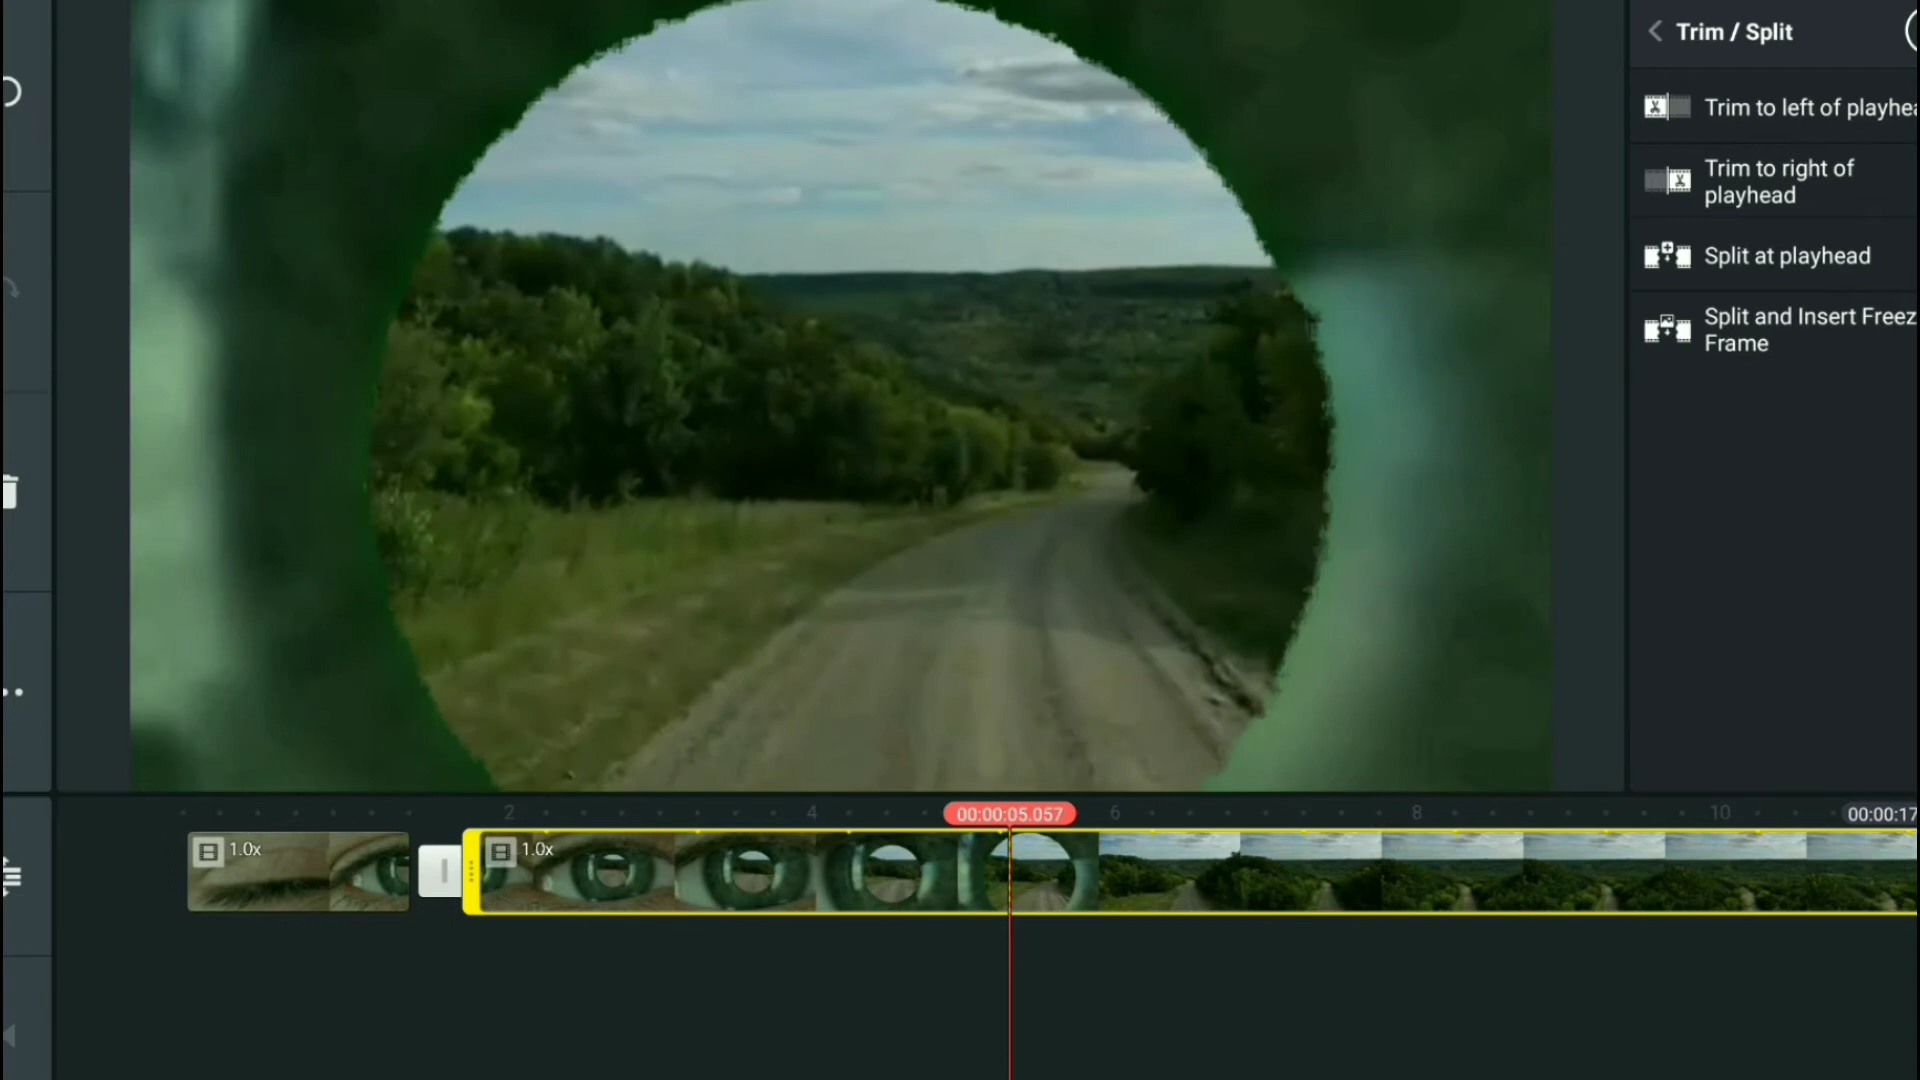 Trim / Split
Trim to left of playhea
Trim to right of
playhead
Split at playhead
Split and Insert Freez
Frame
2
4
00:00:05.057
6
8
10
00:00:17
1.0x
1.0x